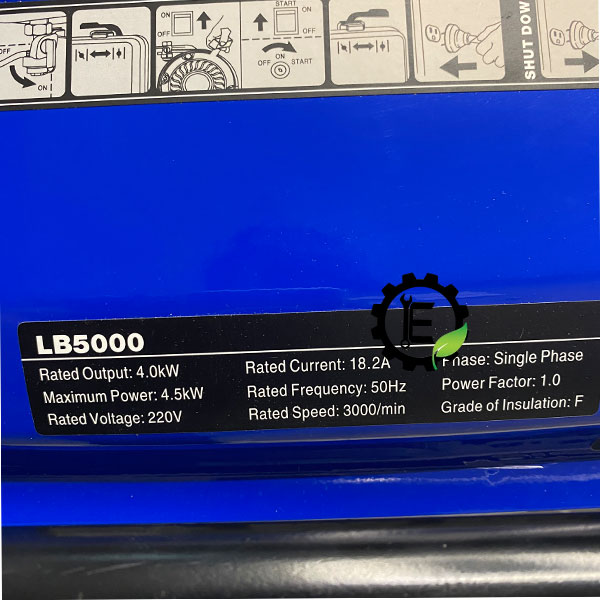 OFF
ON
ON
OFF
START
ON
OFF
ON
START
SHUT DOW
LB5000
Rated Output: 4.0kW
Maximum Power: 4.5kW
Rated Voltage: 220V
Rated Current: 18.2A
Rated Frequency: 50Hz
Rated Speed: 3000/min
Phase: Single Phase
Power Factor: 1.0
Grade of Insulation: F
E